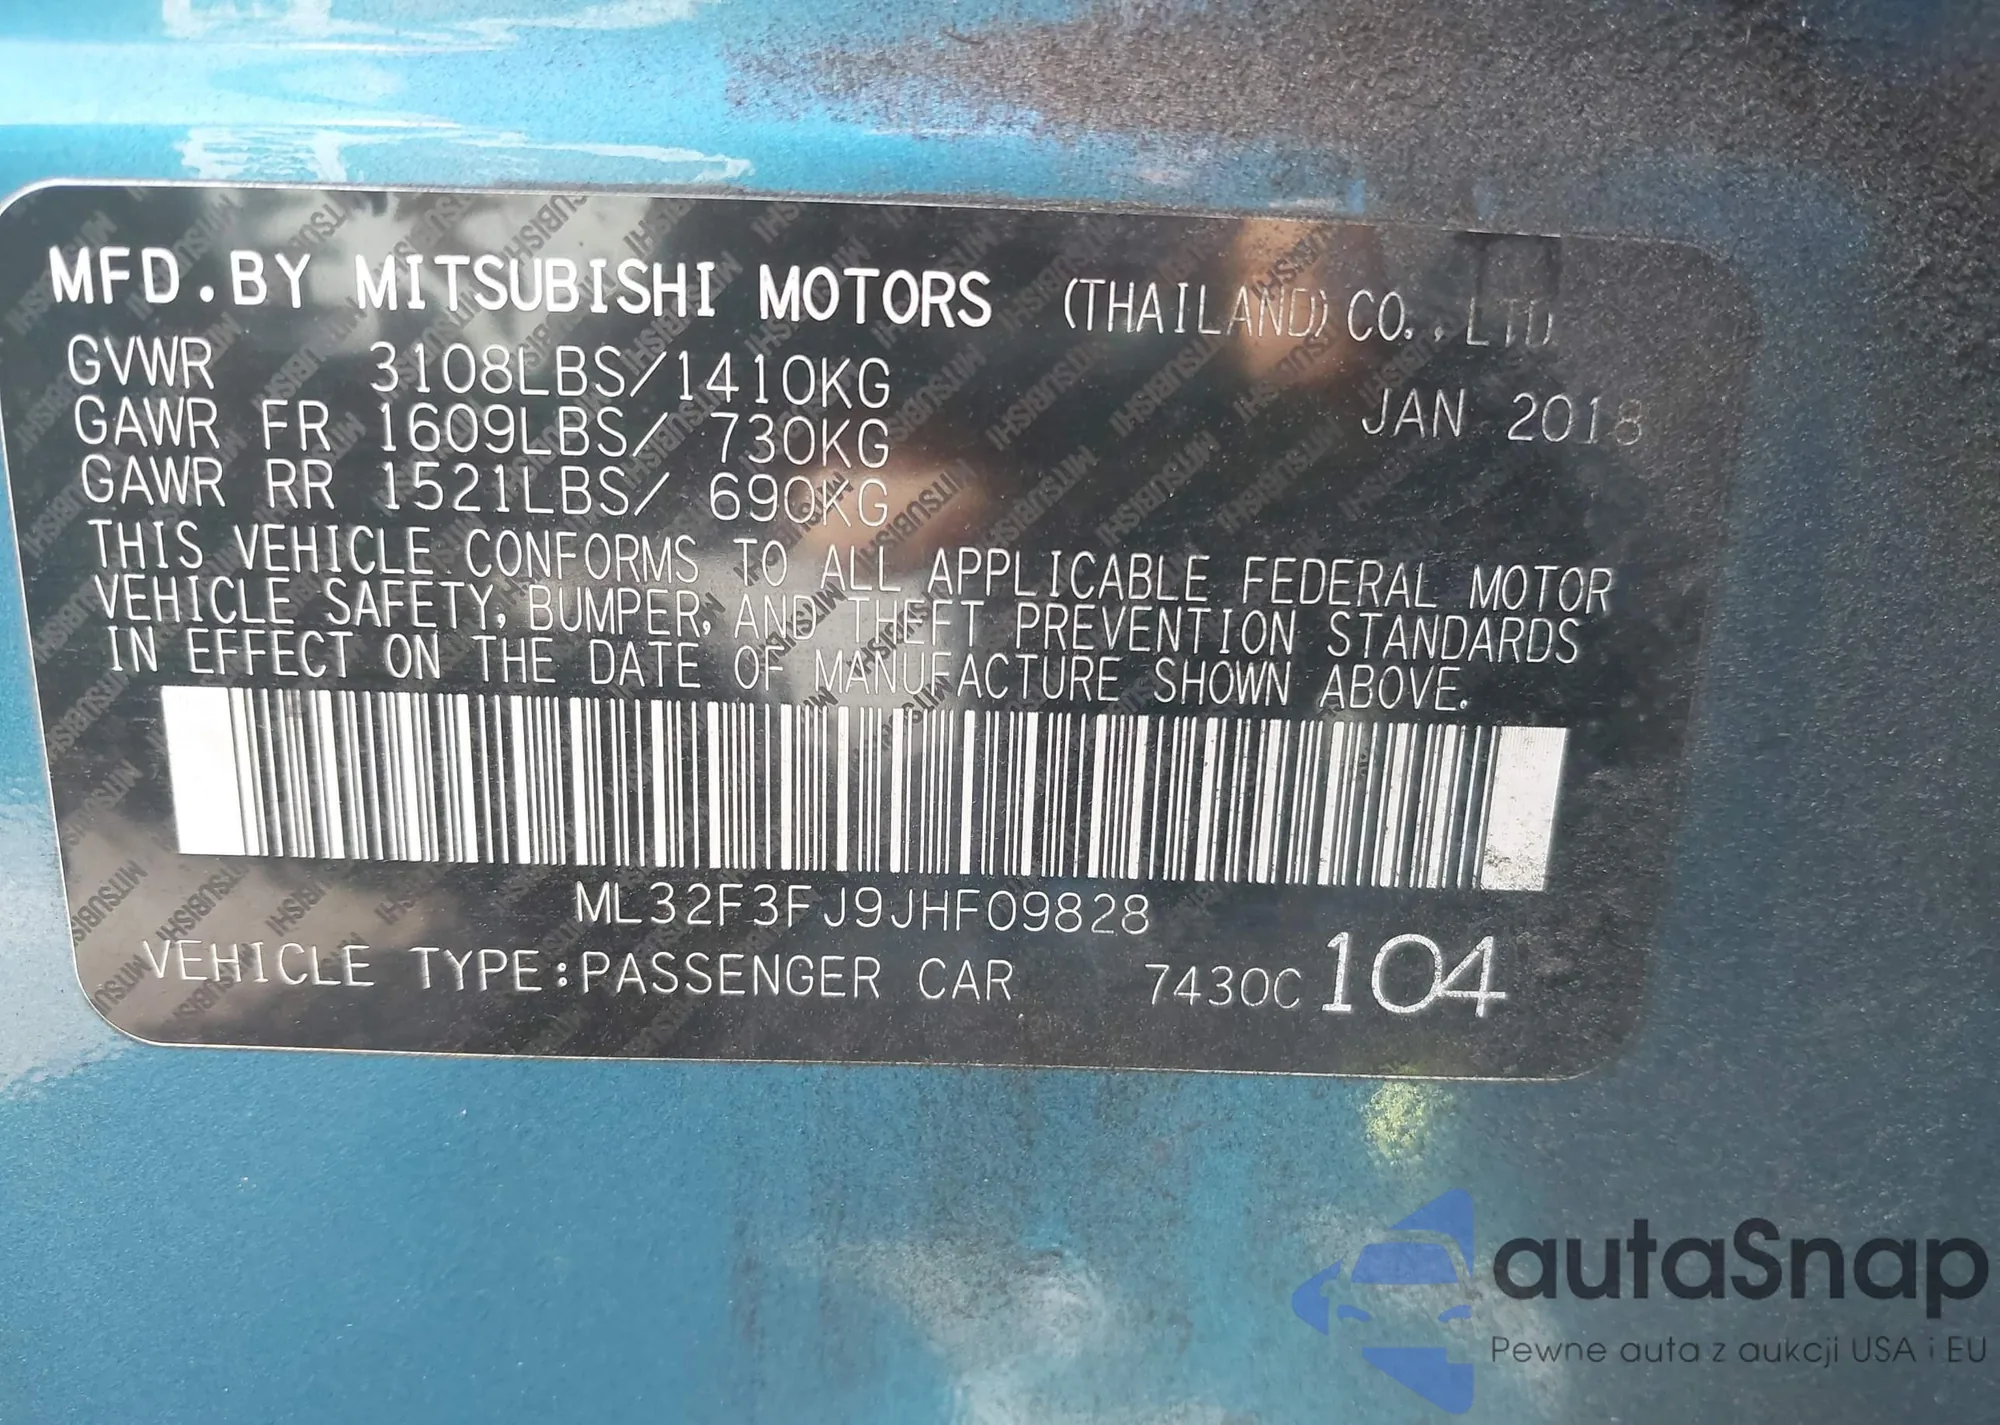 MFD.BY MITSUBISHI MOTORS (THAILAND) CO., LTD
JAN 2018
GVWR 3108LBS/1410KG
GAWR FR 1609LBS/ 730KG
GAWR RR 1521LBS/ 690KG
THIS VEHICLE CONFORMS TO ALL APPLICABLE FEDERAL MOTOR
VEHICLE SAFETY, BUMPER, AND THEFT PREVENTION STANDARDS
IN EFFECT ON THE DATE OF MANUFACTURE SHOWN ABOVE.
ML32F3FJ9JHF09828
VEHICLE TYPE:PASSENGER CAR 7430C 104
autaSnap
Pewne auta z aukcji USA i EU